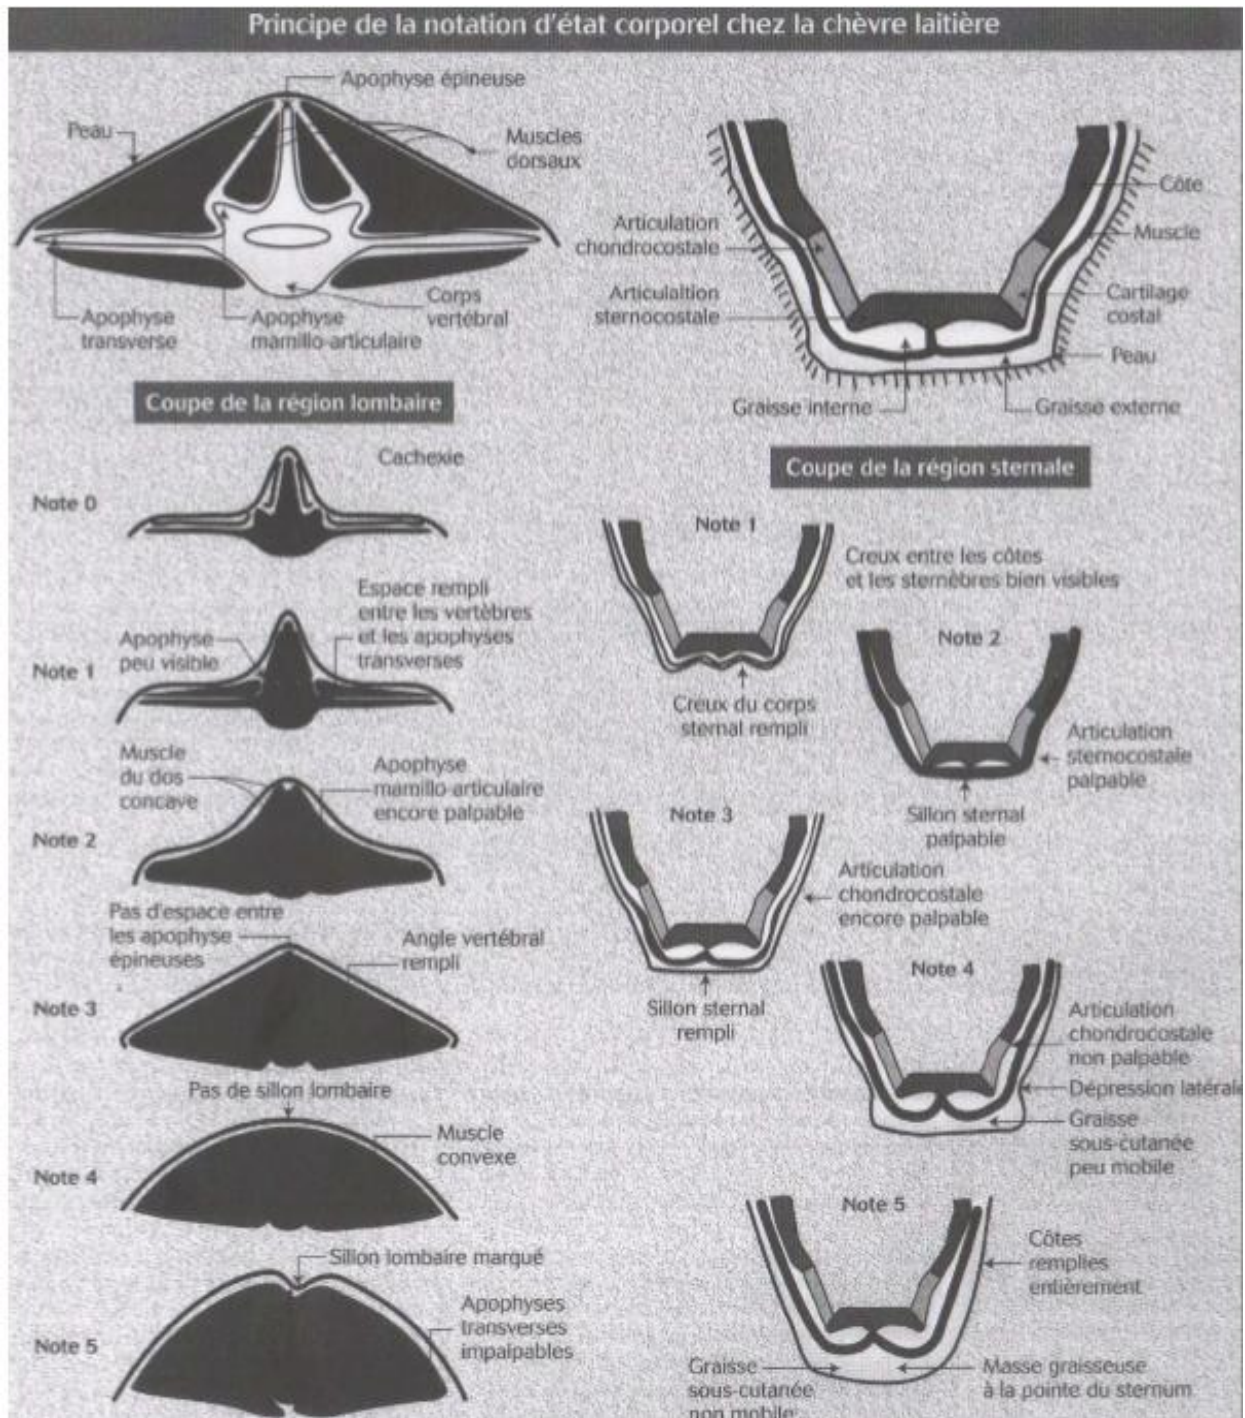 Principe de la notation d'état corporel chez la chèvre laitière
Apophyse épineuse
Peau
Muscles
dorsaux
Apophyse
transverse
Apophyse
mamillo-articulaire
Corps
vertébral
Coupe de la région lombaire
Note 0
Cachexie
Note 1
Apophyse
peu visible
Espace rempli
entre les vertèbres
et les apophyses
transverses
Note 2
Muscle
du dos
concave
Apophyse
mamillo-articulaire
encore palpable
Note 3
Pas d'espace entre
les apophyse
épineuses
Angle vertébral
rempli
Note 4
Pas de sillon lombaire
Muscle
convexe
Note 5
Sillon lombaire marqué
Apophyses
transverses
impalpables
Côte
Articulation
chondrocostale
Muscle
Articulaltion
sternocostale
Cartilage
costal
Peau
Graisse interne
Graisse externe
Coupe de la région sternale
Note 1
Creux entre les côtes
et les sternèbres bien visibles
Creux du corps
sternal rempli
Note 2
Articulation
sternocostale
palpable
Sillon sternal
palpable
Note 3
Articulation
chondrocostale
encore palpable
Sillon sternal
rempli
Note 4
Articulation
chondrocostale
non palpable
Dépression latérale
Graisse
sous-cutanée
peu mobile
Note 5
Côtes
remplies
entièrement
Graisse
sous-cutanée
non mobile
Masse graisseuse
à la pointe du sternum